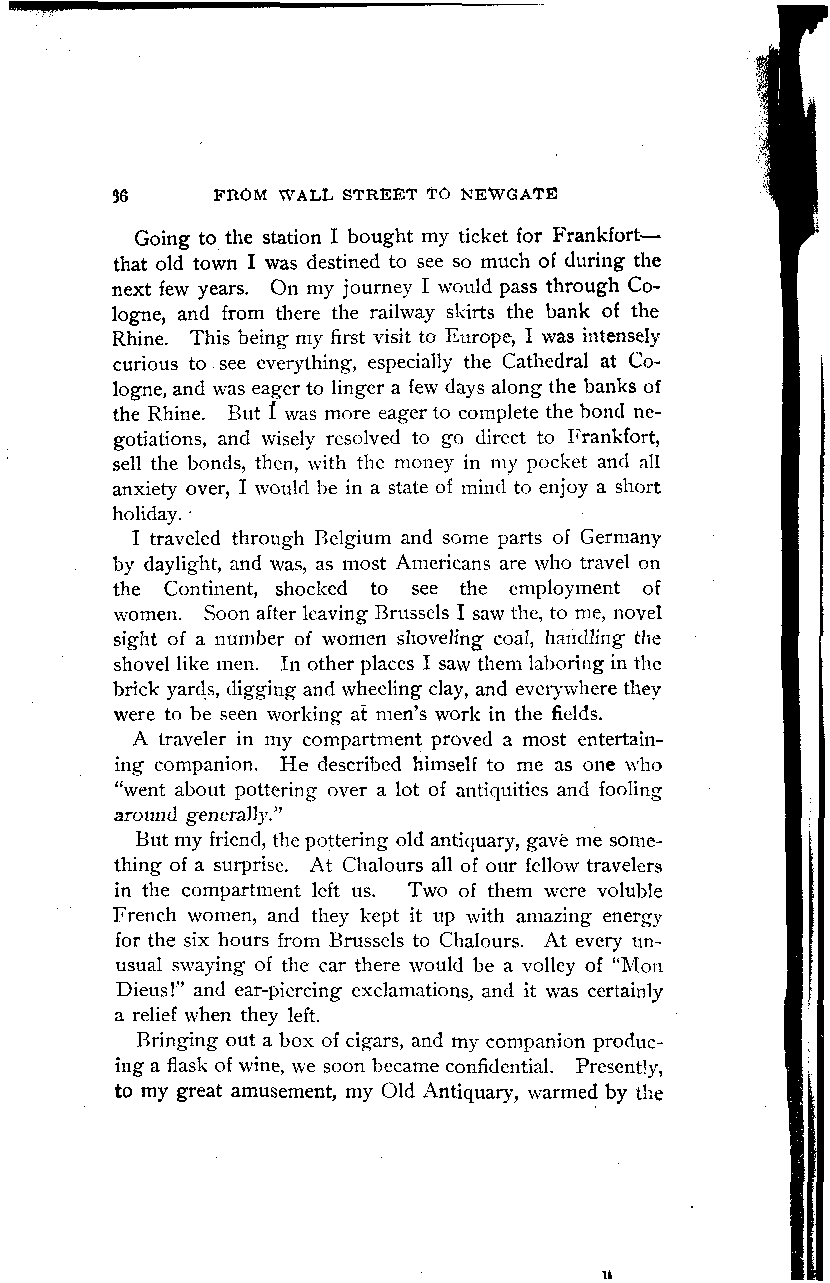 36 FROM WALL STREET TO NEWGATE
Going to the station I bought my ticket for Frankfort—
that old town I was destined to see so much of during the
next few years. On my journey I would pass through Co-
logne, and from there the railway skirts the bank of the
Rhine. This being my first visit to Europe, I was intensely
curious to see everything, especially the Cathedral at Co-
logne, and was eager to linger a few days along the banks of
the Rhine. But I was more eager to complete the bond ne-
gotiations, and wisely resolved to go direct to Frankfort,
sell the bonds, then, with the money in my pocket and all
anxiety over, I would be in a state of mind to enjoy a short
holiday.
I traveled through Belgium and some parts of Germany
by daylight, and was, as most Americans are who travel on
the Continent, shocked to see the employment of
women. Soon after leaving Brussels I saw the, to me, novel
sight of a number of women shoveling coal, handling the
shovel like men. In other places I saw them laboring in the
brick yards, digging and wheeling clay, and everywhere they
were to be seen working at men's work in the fields.
A traveler in my compartment proved a most entertain-
ing companion. He described himself to me as one who
"went about pottering over a lot of antiquities and fooling
around generally."
But my friend, the pottering old antiquary, gave me some-
thing of a surprise. At Chalours all of our fellow travelers
in the compartment left us. Two of them were voluble
French women, and they kept it up with amazing energy
for the six hours from Brussels to Chalours. At every un-
usual swaying of the car there would be a volley of "Mon
Dieus!" and ear-piercing exclamations, and it was certainly
a relief when they left.
Bringing out a box of cigars, and my companion produc-
ing a flask of wine, we soon became confidential. Presently,
to my great amusement, my Old Antiquary, warmed by the